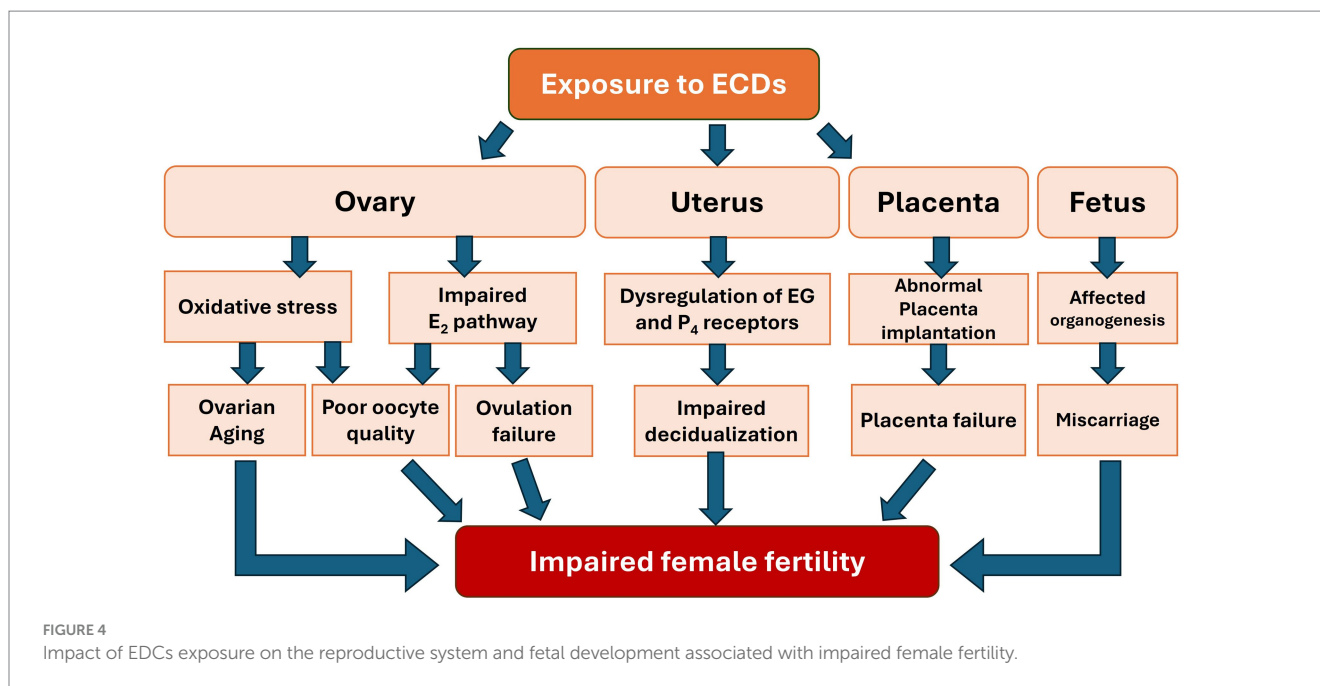 Exposure to ECDs
Ovary
Uterus
Placenta
Fetus
Oxidative stress
Impaired
E₂ pathway
Dysregulation of EG
and P₄ receptors
Abnormal
Placenta
implantation
Affected
organogenesis
Ovarian
Aging
Poor oocyte
quality
Ovulation
failure
Impaired
decidualization
Placenta failure
Miscarriage
Impaired female fertility
FIGURE 4
Impact of EDCs exposure on the reproductive system and fetal development associated with impaired female fertility.